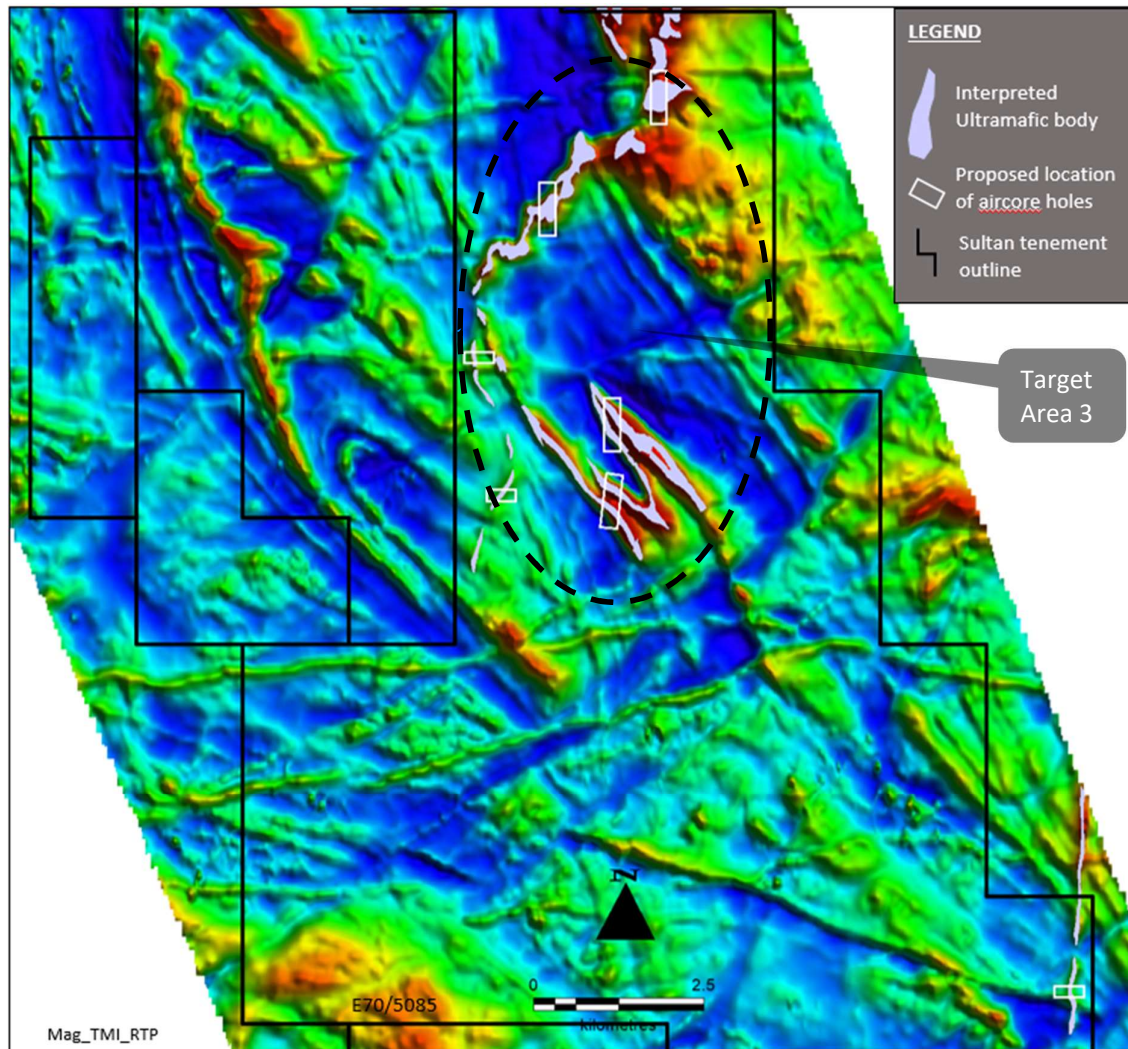 LEGEND
Interpreted
Ultramafic body
Proposed location
of aircore holes
Sultan tenement
outline
Target
Area 3
N
0 2.5
kilometres
E70/5085
Mag_TMI_RTP